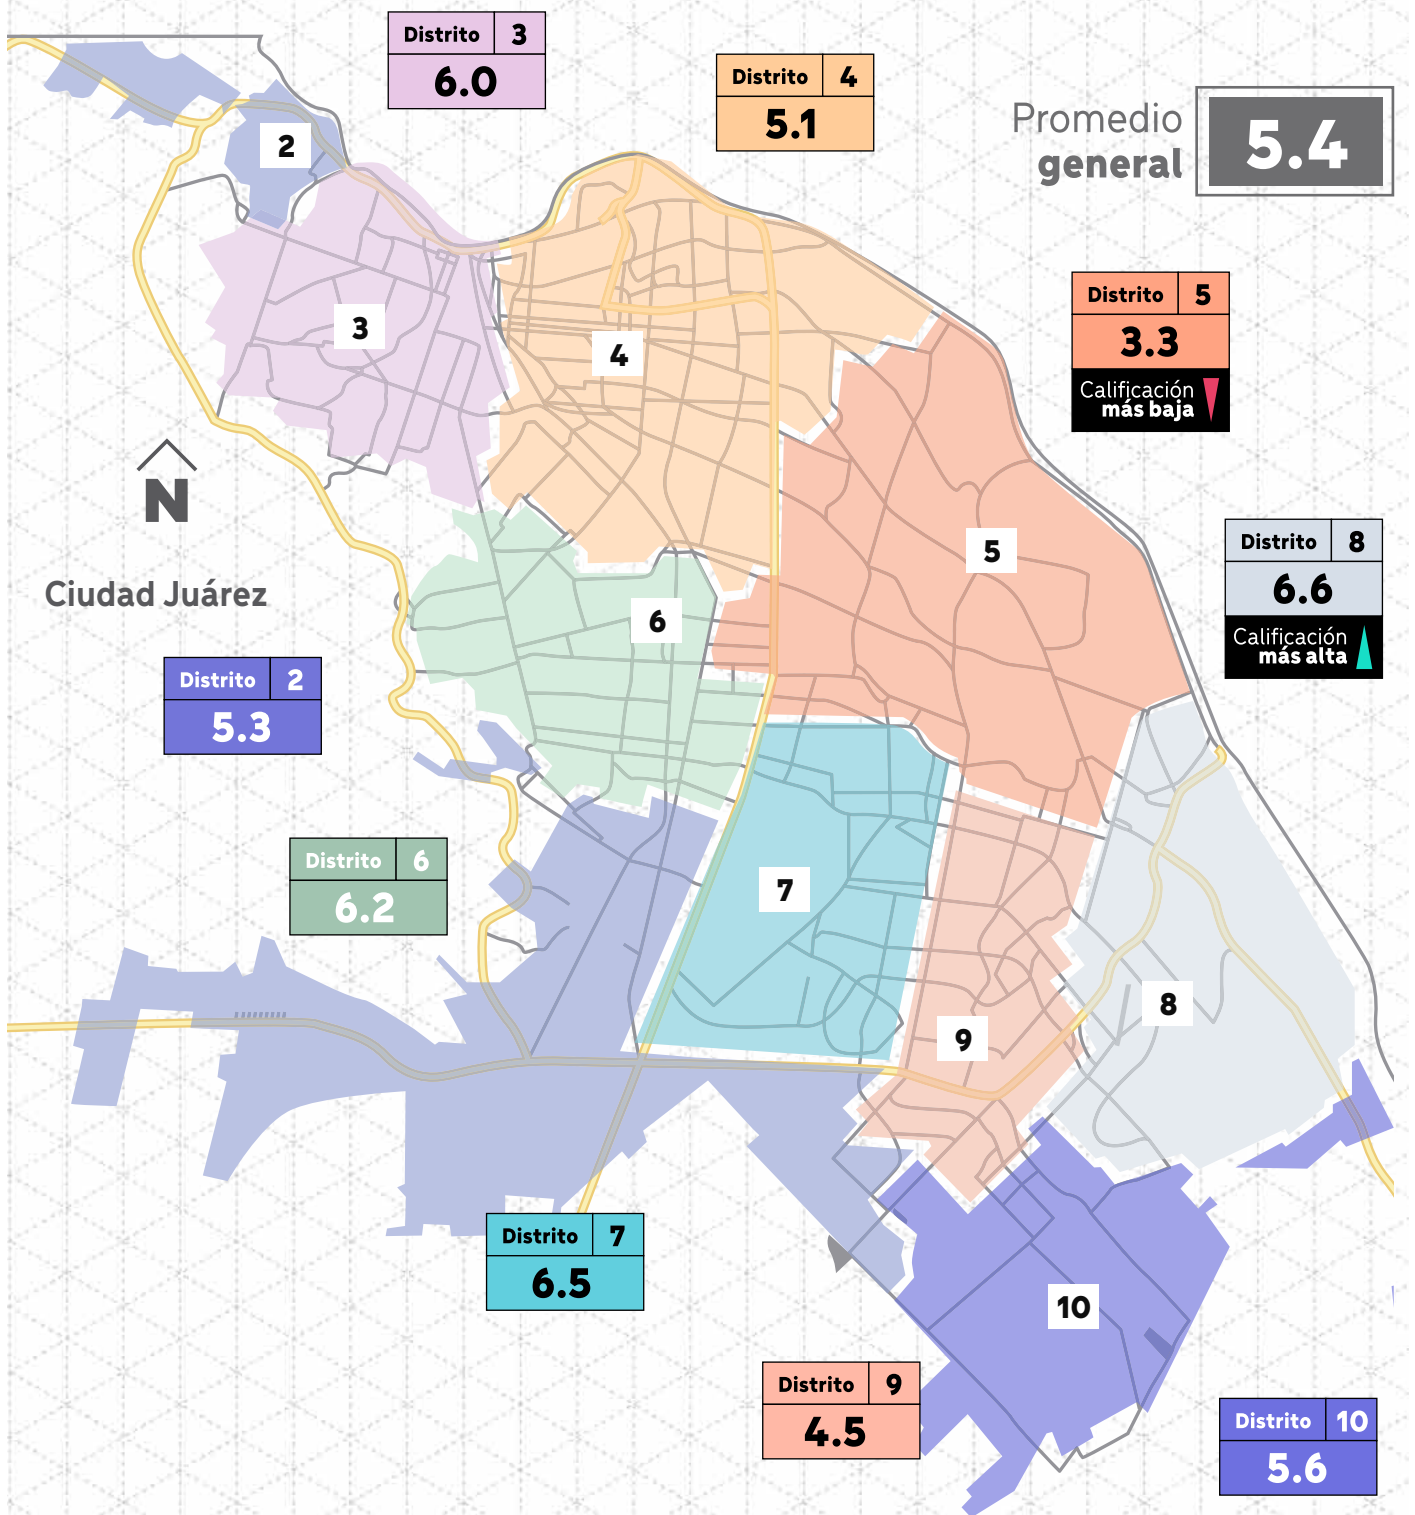 Distrito 3
6.0
Distrito 4
5.1
Promedio
general
5.4
2
3
4
Distrito 5
3.3
Calificación
más baja
N
5
Distrito 8
6.6
Calificación
más alta
Ciudad Juárez
6
Distrito 2
5.3
Distrito 6
6.2
7
8
9
Distrito 7
6.5
10
Distrito 9
4.5
Distrito 10
5.6